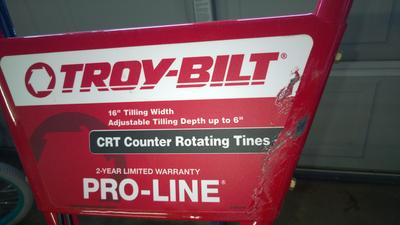 TROY-BILT®
16" Tilling Width
Adjustable Tilling Depth up to 6"
CRT Counter Rotating Tines
2-YEAR LIMITED WARRANTY
PRO-LINE®